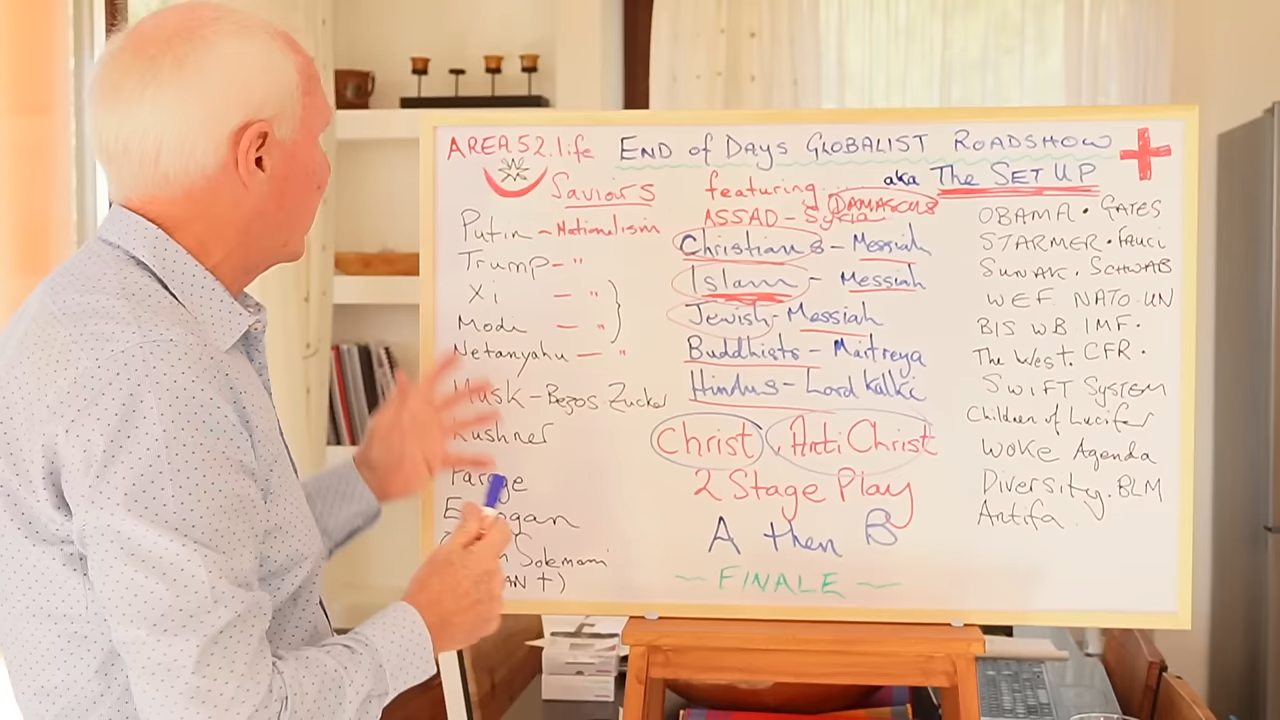 AREA52.life END of DAYS GLOBALIST ROADSHOW
aka The SET UP
Saviors featuring DAMASCUS
ASSAD - Syria
Putin - Nationalism
Trump - "
Xi - "
Modi - "
Netanyahu - "
Musk - Bezos Zucker
Kushner
Farage
Erdogan
Solemani
Christians - Messiah
Islam - Messiah
Jewish - Messiah
Buddhists - Maitreya
Hindus - Lord Kalki
Christ, Anti Christ
2 Stage Play
A then B
~ FINALE ~
OBAMA • GATES
STARMER • Fauci
SUNAK. SCHWAB
WEF NATO-UN
BIS WB IMF.
The West. CFR.
SWIFT SYSTEM
Children of Lucifer
WOKE Agenda
Diversity. BLM
Antifa